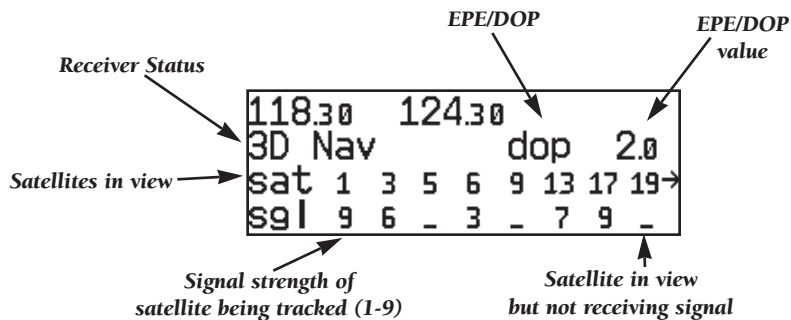 EPE/DOP
EPE/DOP
value
Receiver Status
118.30 124.30
3D Nav dop 2.0
Satellites in view
sat 1 3 5 6 9 13 17 19→
sgl 9 6 _ 3 _ 7 9 _
Signal strength of
satellite being tracked (1-9)
Satellite in view
but not receiving signal